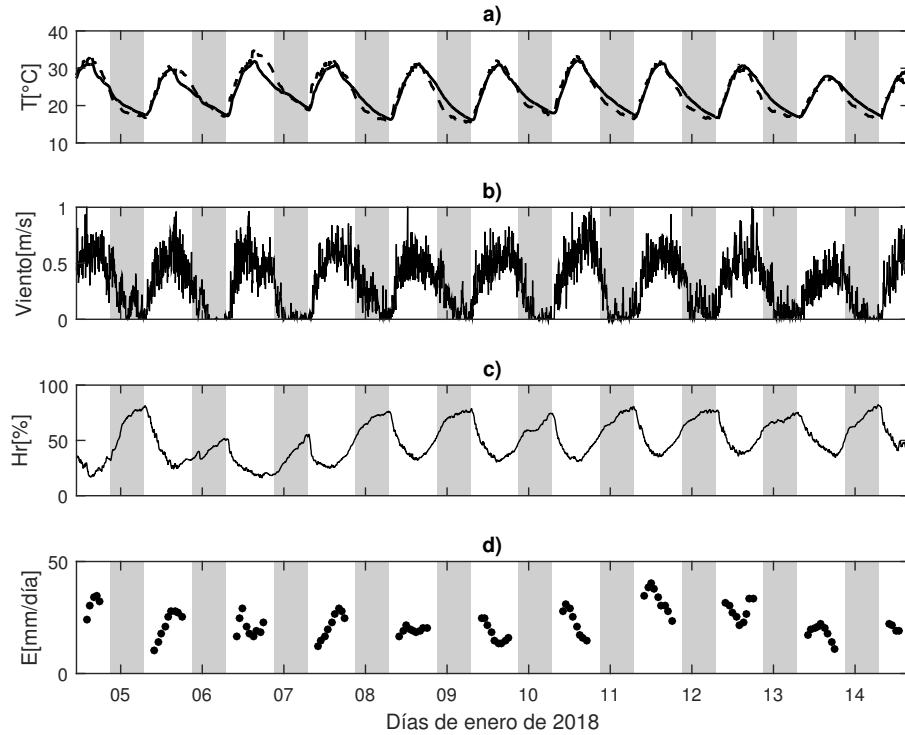 a)
40
30
20
10
T[°C]
b)
1
0.5
0
Viento[m/s]
c)
100
50
0
Hr[%]
d)
50
0
E[mm/día]
05 06 07 08 09 10 11 12 13 14
Días de enero de 2018